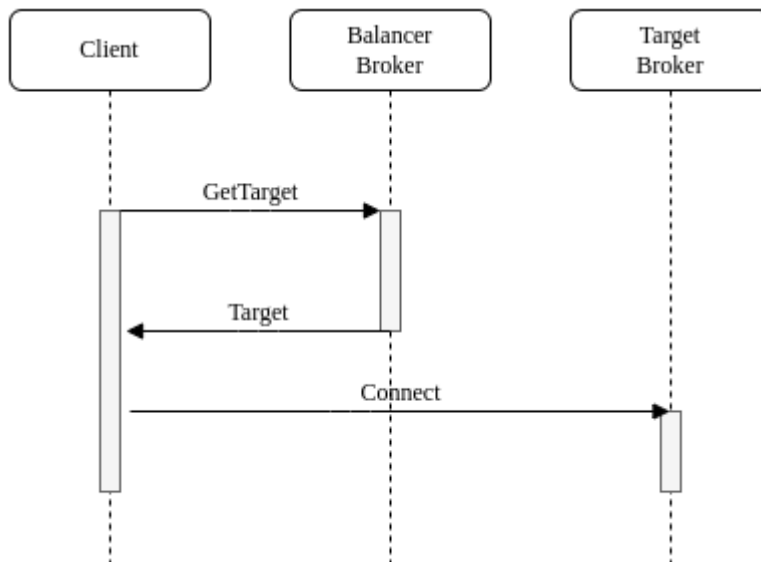 Client
Balancer
Broker
Target
Broker
GetTarget
Target
Connect